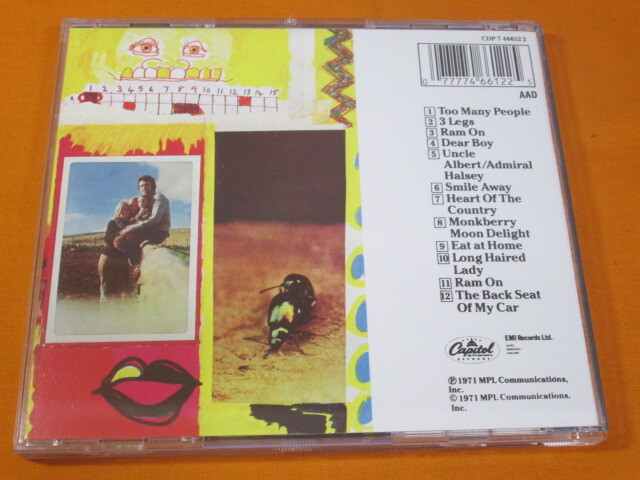 CDP 7 46612 2
0 77774 66122 5
AAD
1 2 3 4 5 6 7 8 9 10 11 12 13 14 15
1 Too Many People
2 3 Legs
3 Ram On
4 Dear Boy
5 Uncle
Albert/Admiral
Halsey
6 Smile Away
7 Heart Of The
Country
8 Monkberry
Moon Delight
9 Eat at Home
10 Long Haired
Lady
11 Ram On
12 The Back Seat
Of My Car
Capitol
RECORDS
EMI Records Ltd.
℗ 1971 MPL Communications,
Inc.
© 1971 MPL Communications,
Inc.